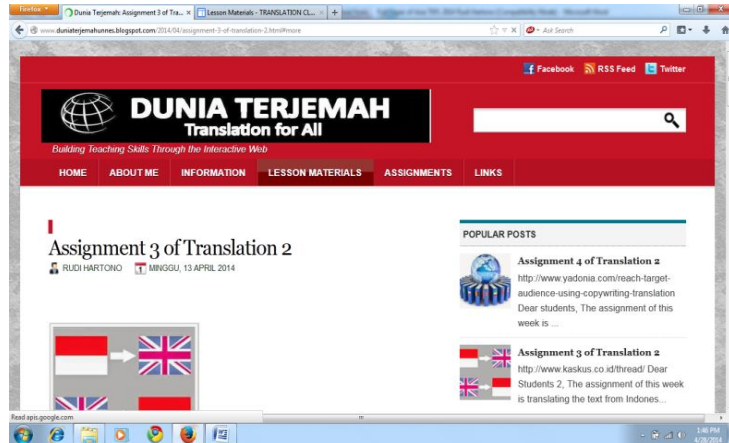 Firefox
Dunia Terjemah: Assignment 3 of Tra...
Lesson Materials - TRANSLATION CL...
www.duniaterjemahunnes.blogspot.com/2014/04/assignment-3-of-translation-2.html#more
Ask Search
Facebook RSS Feed Twitter
DUNIA TERJEMAH
Translation for All
Building Teaching Skills Through the Interactive Web
HOME ABOUT ME INFORMATION LESSON MATERIALS ASSIGNMENTS LINKS
Assignment 3 of Translation 2
RUDI HARTONO MINGGU, 13 APRIL 2014
POPULAR POSTS
Assignment 4 of Translation 2
http://www.yadonia.com/reach-target-
audience-using-copywriting-translation
Dear students, The assignment of this
week is ...
Assignment 3 of Translation 2
http://www.kaskus.co.id/thread/ Dear
Students 2, The assignment of this week
is translating the text from Indones...
Read apis.google.com
1:46 PM
4/28/2014